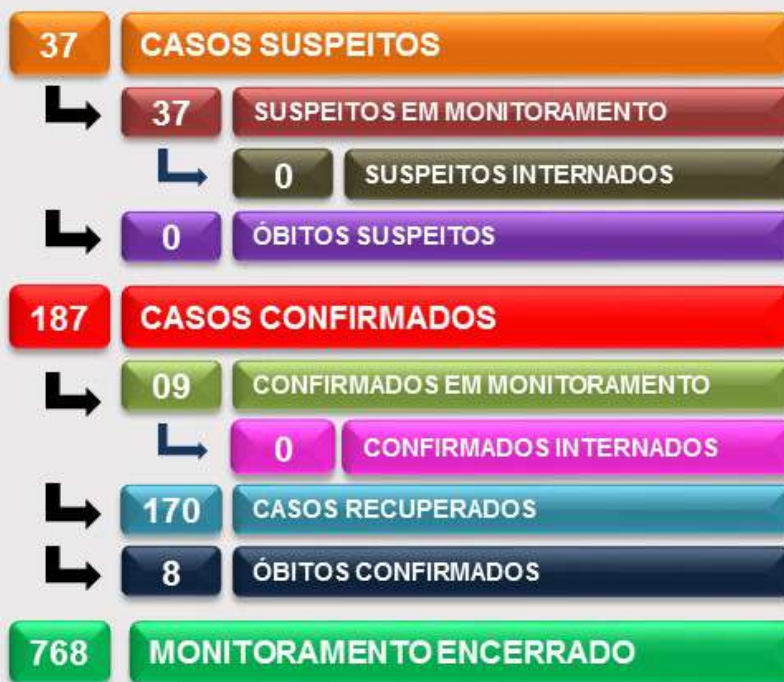 37 CASOS SUSPEITOS
37 SUSPEITOS EM MONITORAMENTO
0 SUSPEITOS INTERNADOS
0 ÓBITOS SUSPEITOS
187 CASOS CONFIRMADOS
09 CONFIRMADOS EM MONITORAMENTO
0 CONFIRMADOS INTERNADOS
170 CASOS RECUPERADOS
8 ÓBITOS CONFIRMADOS
768 MONITORAMENTO ENCERRADO